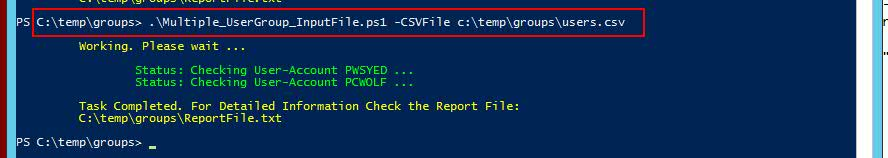 PS C:\temp\groups> .\Multiple_UserGroup_InputFile.ps1 -CSVFile c:\temp\groups\users.csv
Working. Please wait ...
Status: Checking User-Account PWSYED ...
Status: Checking User-Account PCWOLF ...
Task Completed. For Detailed Information Check the Report File:
C:\temp\groups\ReportFile.txt
PS C:\temp\groups>